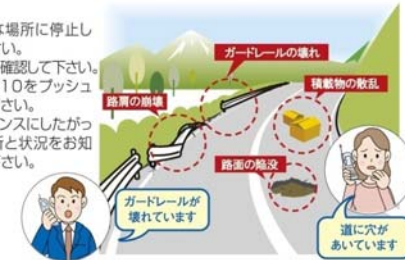 な場所に停止し
さい。
確認して下さい。
10をプッシュ
ださい。
ンスにしたがっ
所と状況をお知
ださい。
ガードレールの壊れ
積載物の散乱
路肩の崩壊
路面の陥没
ガードレールが
壊れています
道に穴が
あいています